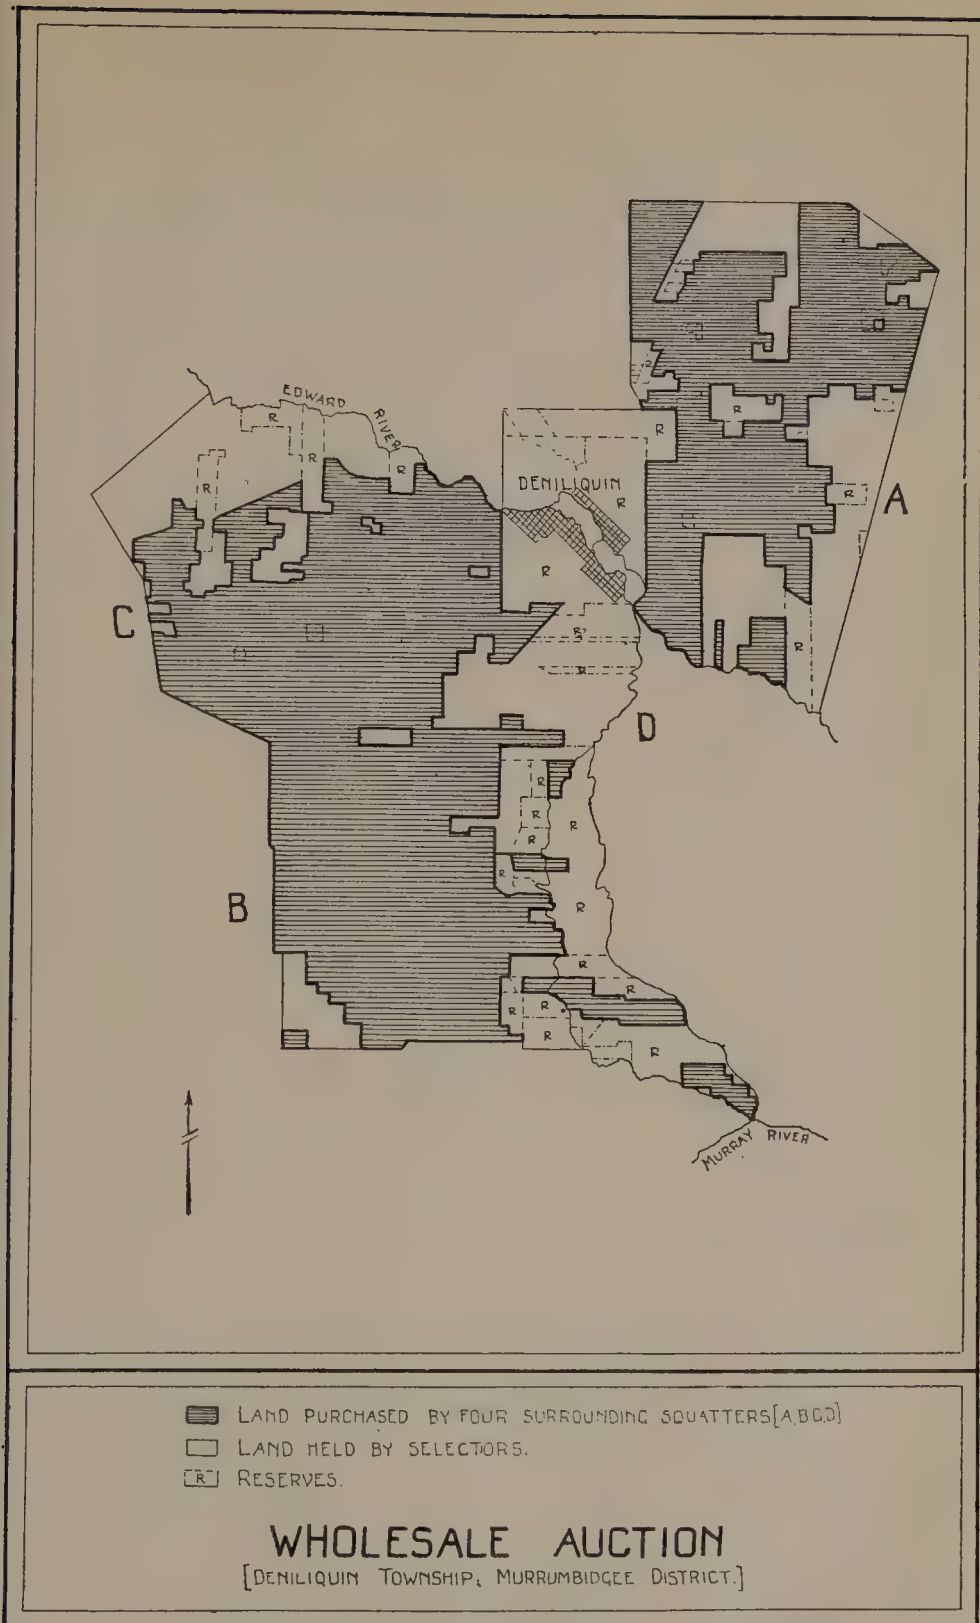 R
A
R
R
EDWARD
RIVER
R
R
R
R
DENILIQUIN
R
R
R
R
C
R
R
R
D
R
R
R
R
R
B
R
R
R
R
R
R
R
R
MURRAY RIVER
LAND PURCHASED BY FOUR SURROUNDING SQUATTERS [A,B,C,D]
LAND HELD BY SELECTORS.
R RESERVES.
WHOLESALE AUCTION
[DENILIQUIN TOWNSHIP; MURRUMBIDGEE DISTRICT.]